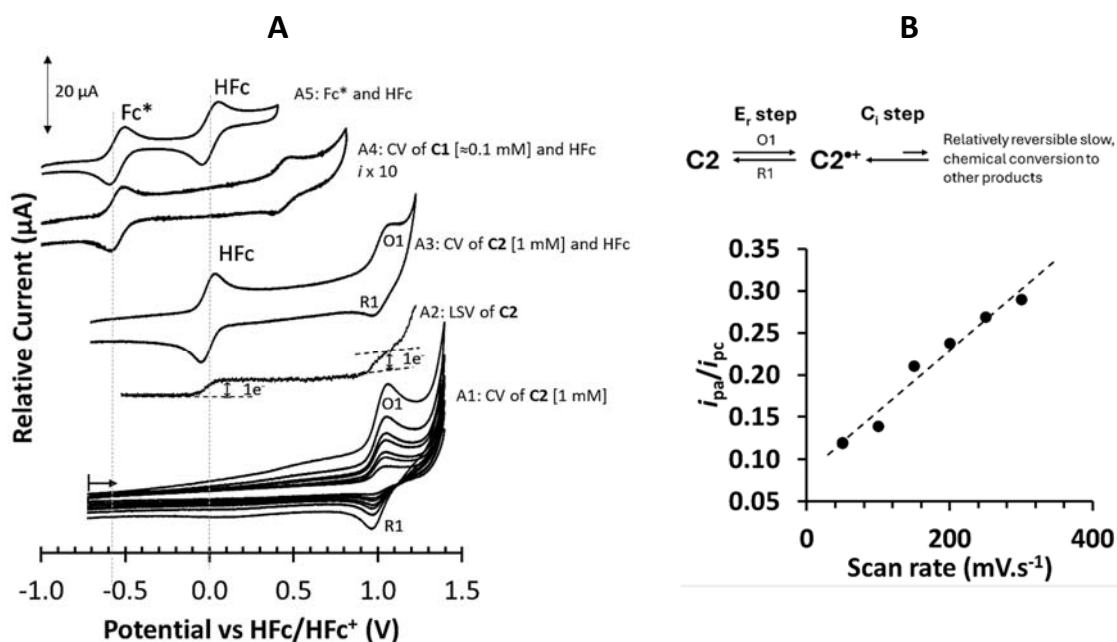 A
20 µA
Fc*
HFc
A5: Fc* and HFc
A4: CV of C1 [≈0.1 mM] and HFc
i x 10
HFc
O1
A3: CV of C2 [1 mM] and HFc
R1
A2: LSV of C2
1e⁻
1e⁻
A1: CV of C2 [1 mM]
O1
R1
Relative Current (µA)
-1.0 -0.5 0.0 0.5 1.0 1.5
Potential vs HFc/HFc⁺ (V)
B
Eᵣ step
Cᵢ step
O1
C2
C2•⁺
R1
Relatively reversible slow,
chemical conversion to
other products
iₚₐ/iₚc
0.35
0.30
0.25
0.20
0.15
0.10
0.05
0 200 400
Scan rate (mV.s⁻¹)